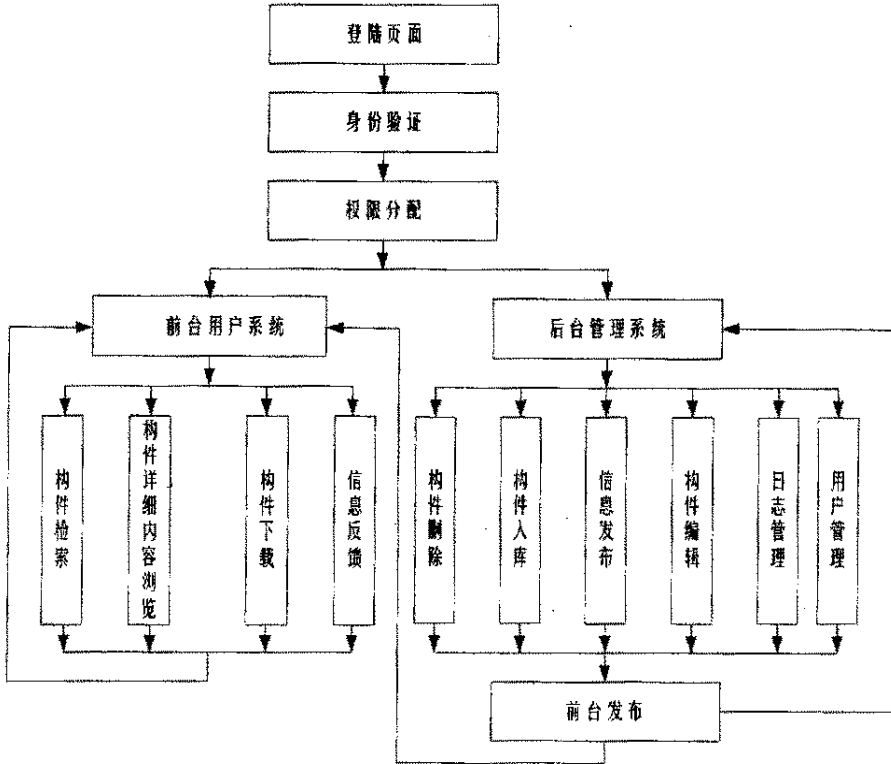 登陆页面
身份验证
权限分配
前台用户系统
后台管理系统
构件检索
构件详细内容浏览
构件下载
信息反馈
构件删除
构件入库
信息发布
构件编辑
日志管理
用户管理
前台发布